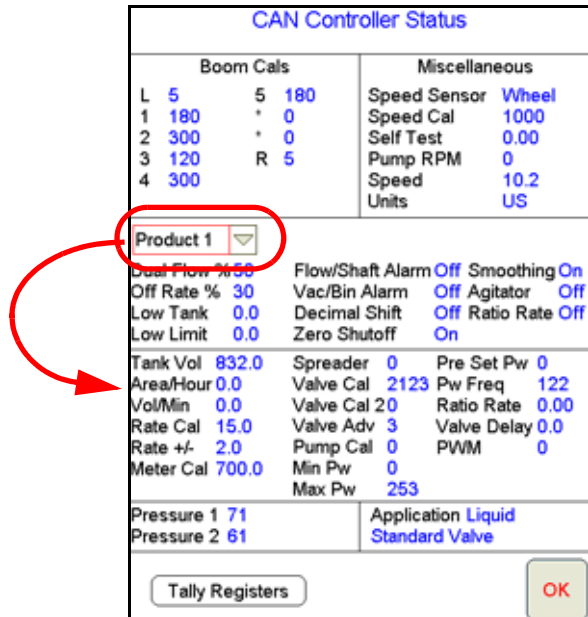 CAN Controller Status
Boom Cals
L 5 5 180
1 180 * 0
2 300 * 0
3 120 R 5
4 300
Miscellaneous
Speed Sensor Wheel
Speed Cal 1000
Self Test 0.00
Pump RPM 0
Speed 10.2
Units US
Product 1
Dual Flow % 50 Flow/Shaft Alarm Off Smoothing On
Off Rate % 30 Vac/Bin Alarm Off Agitator Off
Low Tank 0.0 Decimal Shift Off Ratio Rate Off
Low Limit 0.0 Zero Shutoff On
Tank Vol 832.0 Spreader 0 Pre Set Pw 0
Area/Hour 0.0 Valve Cal 2123 Pw Freq 122
Vol/Min 0.0 Valve Cal 2 0 Ratio Rate 0.00
Rate Cal 15.0 Valve Adv 3 Valve Delay 0.0
Rate +/- 2.0 Pump Cal 0 PWM 0
Meter Cal 700.0 Min Pw 0
Max Pw 253
Pressure 1 71 Application Liquid
Pressure 2 61 Standard Valve
Tally Registers
OK